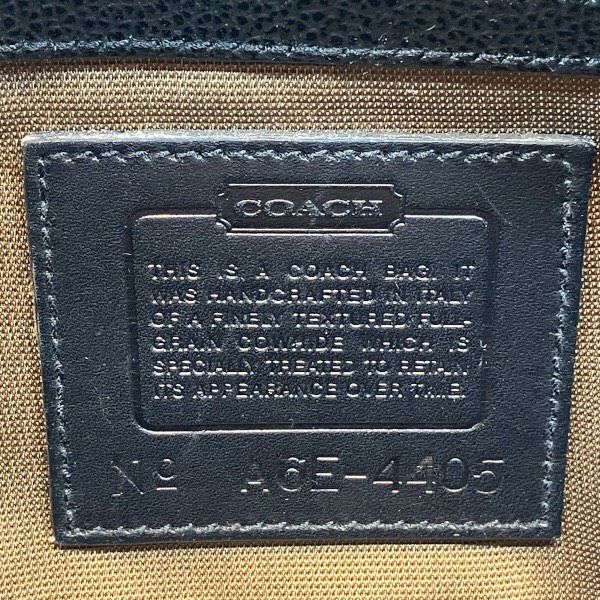 COACH
THIS IS A COACH BAG. IT
WAS HANDCRAFTED IN ITALY
OF A FINELY TEXTURED FULL-
GRAIN COWHIDE WHICH IS
SPECIALLY TREATED TO RETAIN
ITS APPEARANCE OVER TIME.
Nº A6E-4405